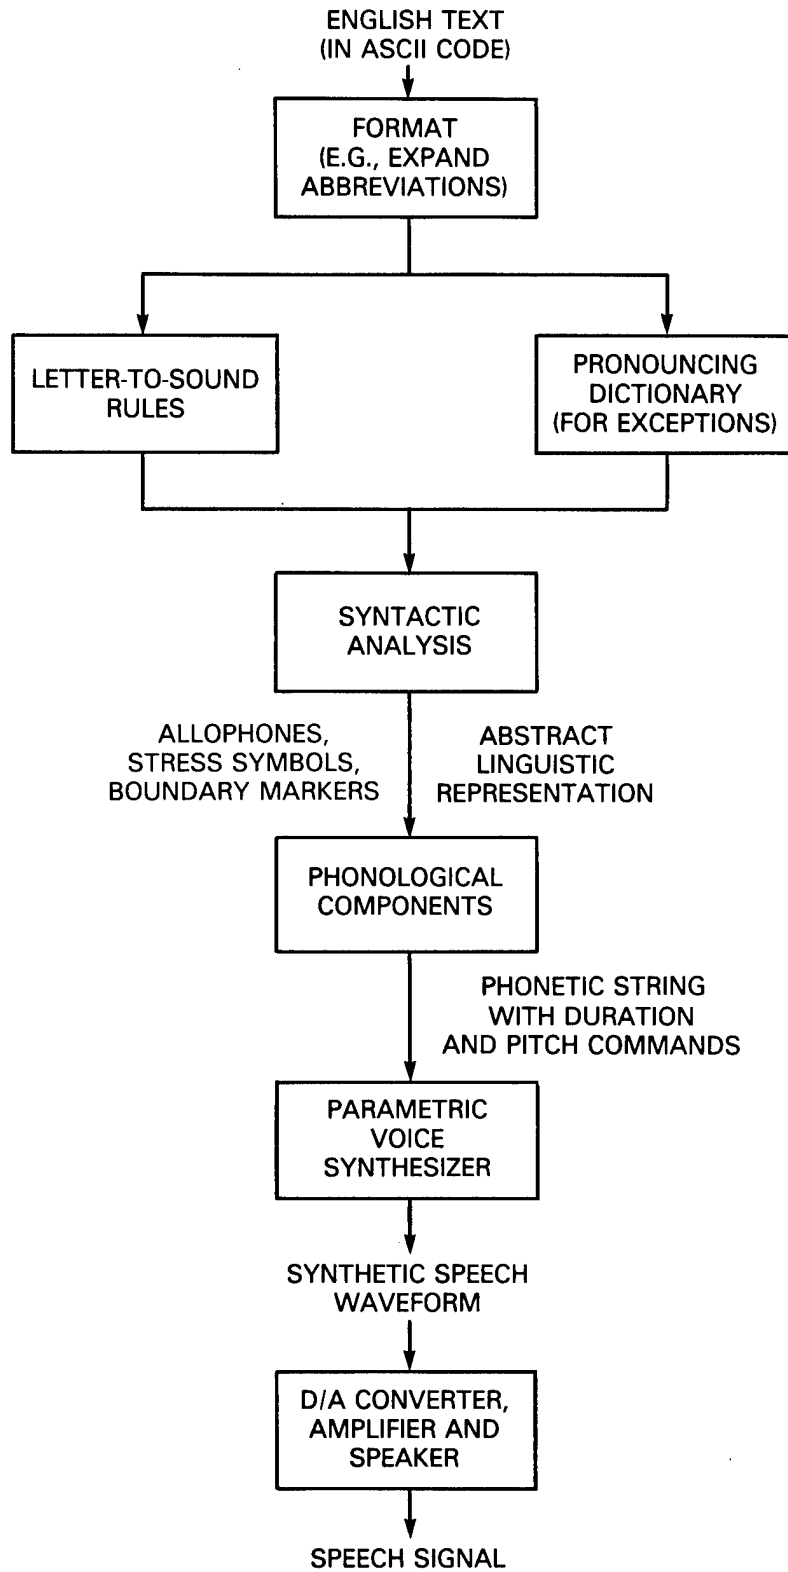 ENGLISH TEXT
(IN ASCII CODE)
FORMAT
(E.G., EXPAND
ABBREVIATIONS)
LETTER-TO-SOUND
RULES
PRONOUNCING
DICTIONARY
(FOR EXCEPTIONS)
SYNTACTIC
ANALYSIS
ALLOPHONES,
STRESS SYMBOLS,
BOUNDARY MARKERS
ABSTRACT
LINGUISTIC
REPRESENTATION
PHONOLOGICAL
COMPONENTS
PHONETIC STRING
WITH DURATION
AND PITCH COMMANDS
PARAMETRIC
VOICE
SYNTHESIZER
SYNTHETIC SPEECH
WAVEFORM
D/A CONVERTER,
AMPLIFIER AND
SPEAKER
SPEECH SIGNAL